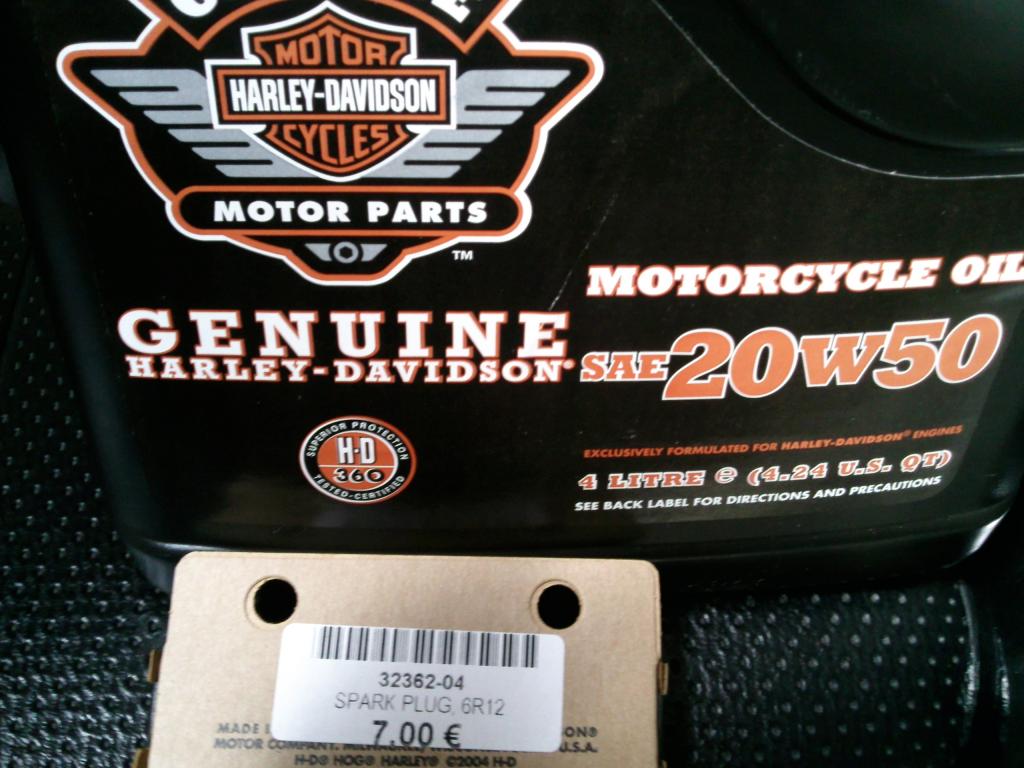 MOTOR
HARLEY-DAVIDSON
CYCLES
MOTOR PARTS
TM
MOTORCYCLE OIL
GENUINE
HARLEY-DAVIDSON®
SAE 20W50
SUPERIOR PROTECTION
H-D
360
TESTED-CERTIFIED
EXCLUSIVELY FORMULATED FOR HARLEY-DAVIDSON® ENGINES
4 LITRE ℮ (4.24 U.S. QT)
SEE BACK LABEL FOR DIRECTIONS AND PRECAUTIONS
32362-04
SPARK PLUG, 6R12
7.00 €
MADE
MOTOR COMPANY, U.S.A.
H-D® HOG® HARLEY® ©2004 H-D